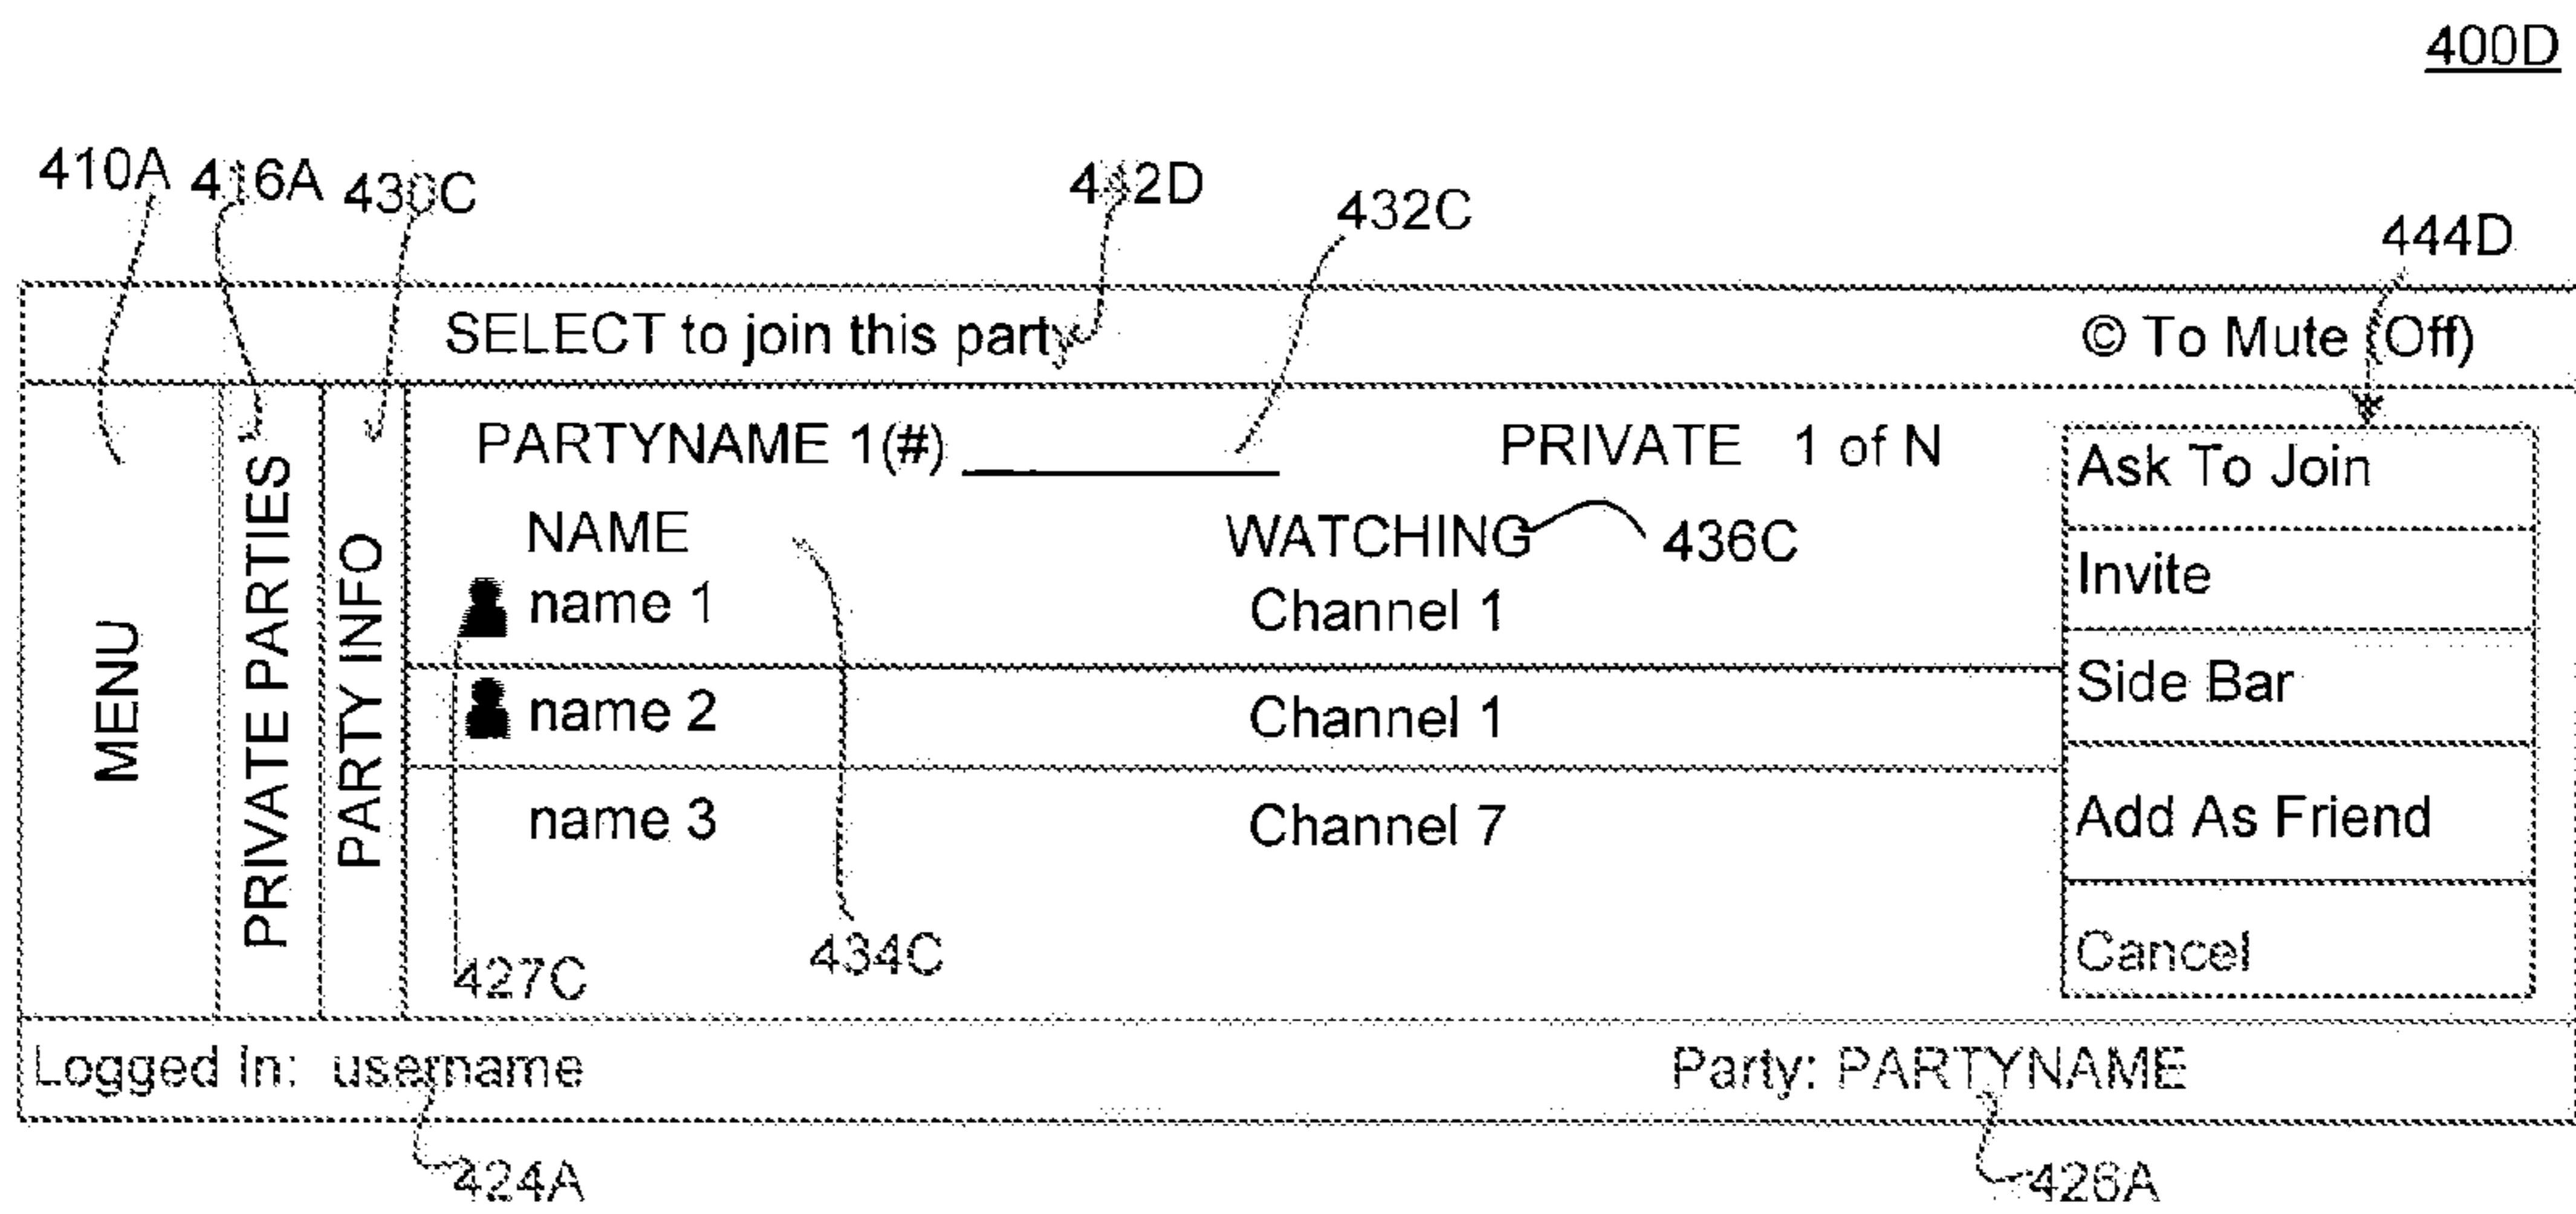 400D
410A 416A 430C 442D 432C 444D
SELECT to join this party © To Mute (Off)
MENU
PRIVATE PARTIES
PARTY INFO
PARTYNAME 1(#) PRIVATE 1 of N
NAME WATCHING 436C
name 1 Channel 1
name 2 Channel 1
name 3 Channel 7
Ask To Join
Invite
Side Bar
Add As Friend
Cancel
427C 434C
Logged In: username Party: PARTYNAME
424A 426A